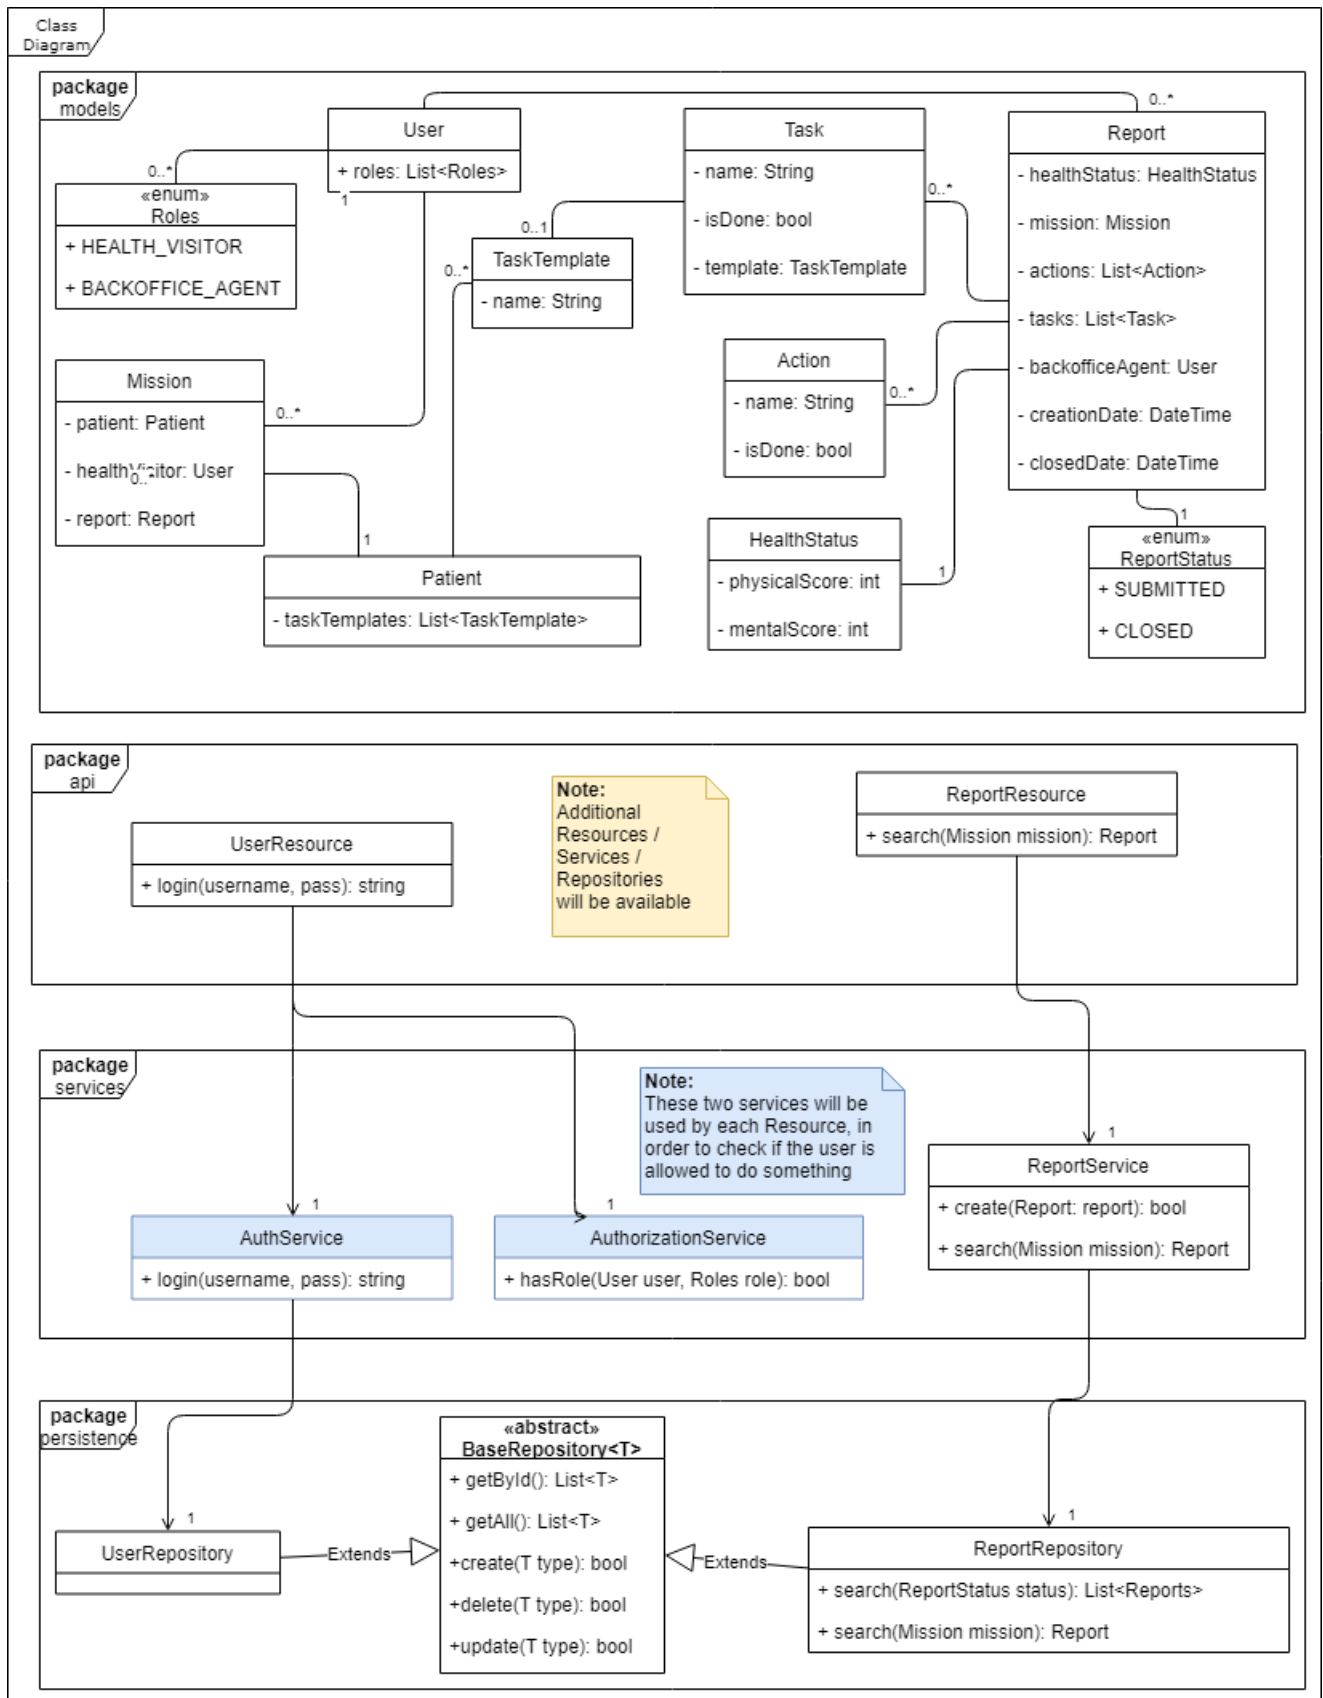 Class
Diagram
package
models
User
+ roles: List<Roles>
1
0..*
0..*
«enum»
Roles
+ HEALTH_VISITOR
+ BACKOFFICE_AGENT
Task
- name: String
- isDone: bool
- template: TaskTemplate
0..*
0..1
TaskTemplate
- name: String
0..*
Report
- healthStatus: HealthStatus
- mission: Mission
- actions: List<Action>
- tasks: List<Task>
- backofficeAgent: User
- creationDate: DateTime
- closedDate: DateTime
Mission
- patient: Patient
- healthVisitor: User
0..*
- report: Report
0..*
1
Action
- name: String
- isDone: bool
0..*
Patient
- taskTemplates: List<TaskTemplate>
HealthStatus
- physicalScore: int
- mentalScore: int
1
1
«enum»
ReportStatus
+ SUBMITTED
+ CLOSED
package
api
UserResource
+ login(username, pass): string
Note:
Additional
Resources /
Services /
Repositories
will be available
ReportResource
+ search(Mission mission): Report
package
services
Note:
These two services will be
used by each Resource, in
order to check if the user is
allowed to do something
1
AuthService
+ login(username, pass): string
1
AuthorizationService
+ hasRole(User user, Roles role): bool
1
ReportService
+ create(Report: report): bool
+ search(Mission mission): Report
package
persistence
1
UserRepository
Extends
«abstract»
BaseRepository<T>
+ getById(): List<T>
+ getAll(): List<T>
+create(T type): bool
+delete(T type): bool
+update(T type): bool
Extends
1
ReportRepository
+ search(ReportStatus status): List<Reports>
+ search(Mission mission): Report